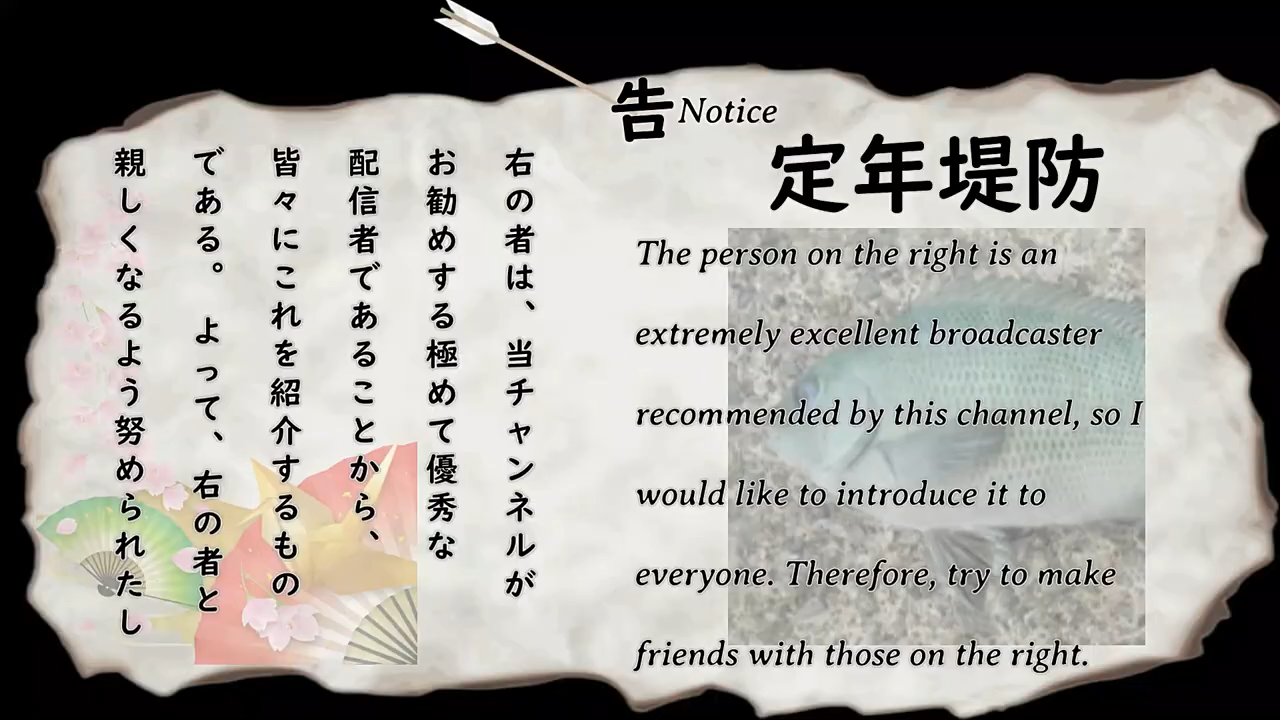 告 Notice
定年堤防
The person on the right is an
extremely excellent broadcaster
recommended by this channel, so I
would like to introduce it to
everyone. Therefore, try to make
friends with those on the right.
右の者は、当チャンネルが
お勧めする極めて優秀な
配信者であることから、
皆々にこれを紹介するもの
である。よって、右の者と
親しくなるよう努められたし